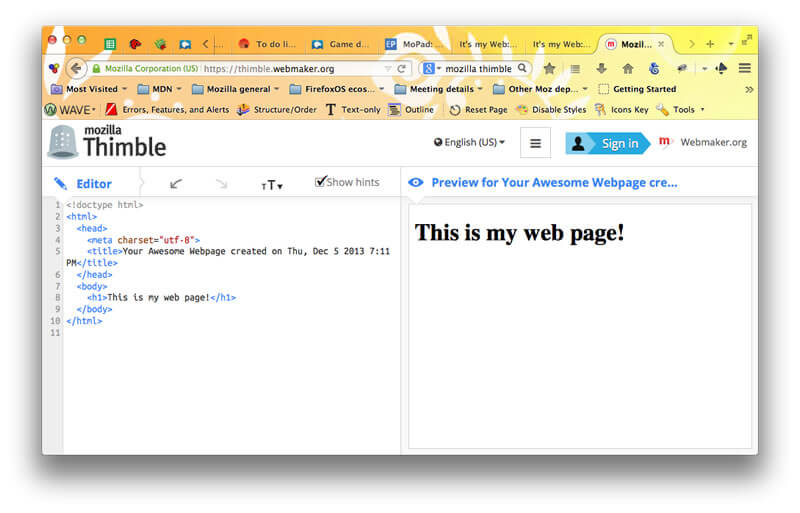 To do li...
Game d
EP MoPad:
It's my Web:...
It's my Web:...
m Mozil... ×
Mozilla Corporation (US) https://thimble.webmaker.org
8 mozilla thimble
Most Visited MDN Mozilla general FirefoxOS ecos... Meeting details Other Moz dep... Getting Started
WAVE Errors, Features, and Alerts Structure/Order T Text-only Outline Reset Page Disable Styles Icons Key Tools
mozilla
Thimble
English (US) Sign in m Webmaker.org
Editor TT Show hints Preview for Your Awesome Webpage cre...
1 <!doctype html>
2 <html>
3 <head>
4 <meta charset="utf-8">
5 <title>Your Awesome Webpage created on Thu, Dec 5 2013 7:11
PM</title>
6 </head>
7 <body>
8 <h1>This is my web page!</h1>
9 </body>
10 </html>
11
This is my web page!